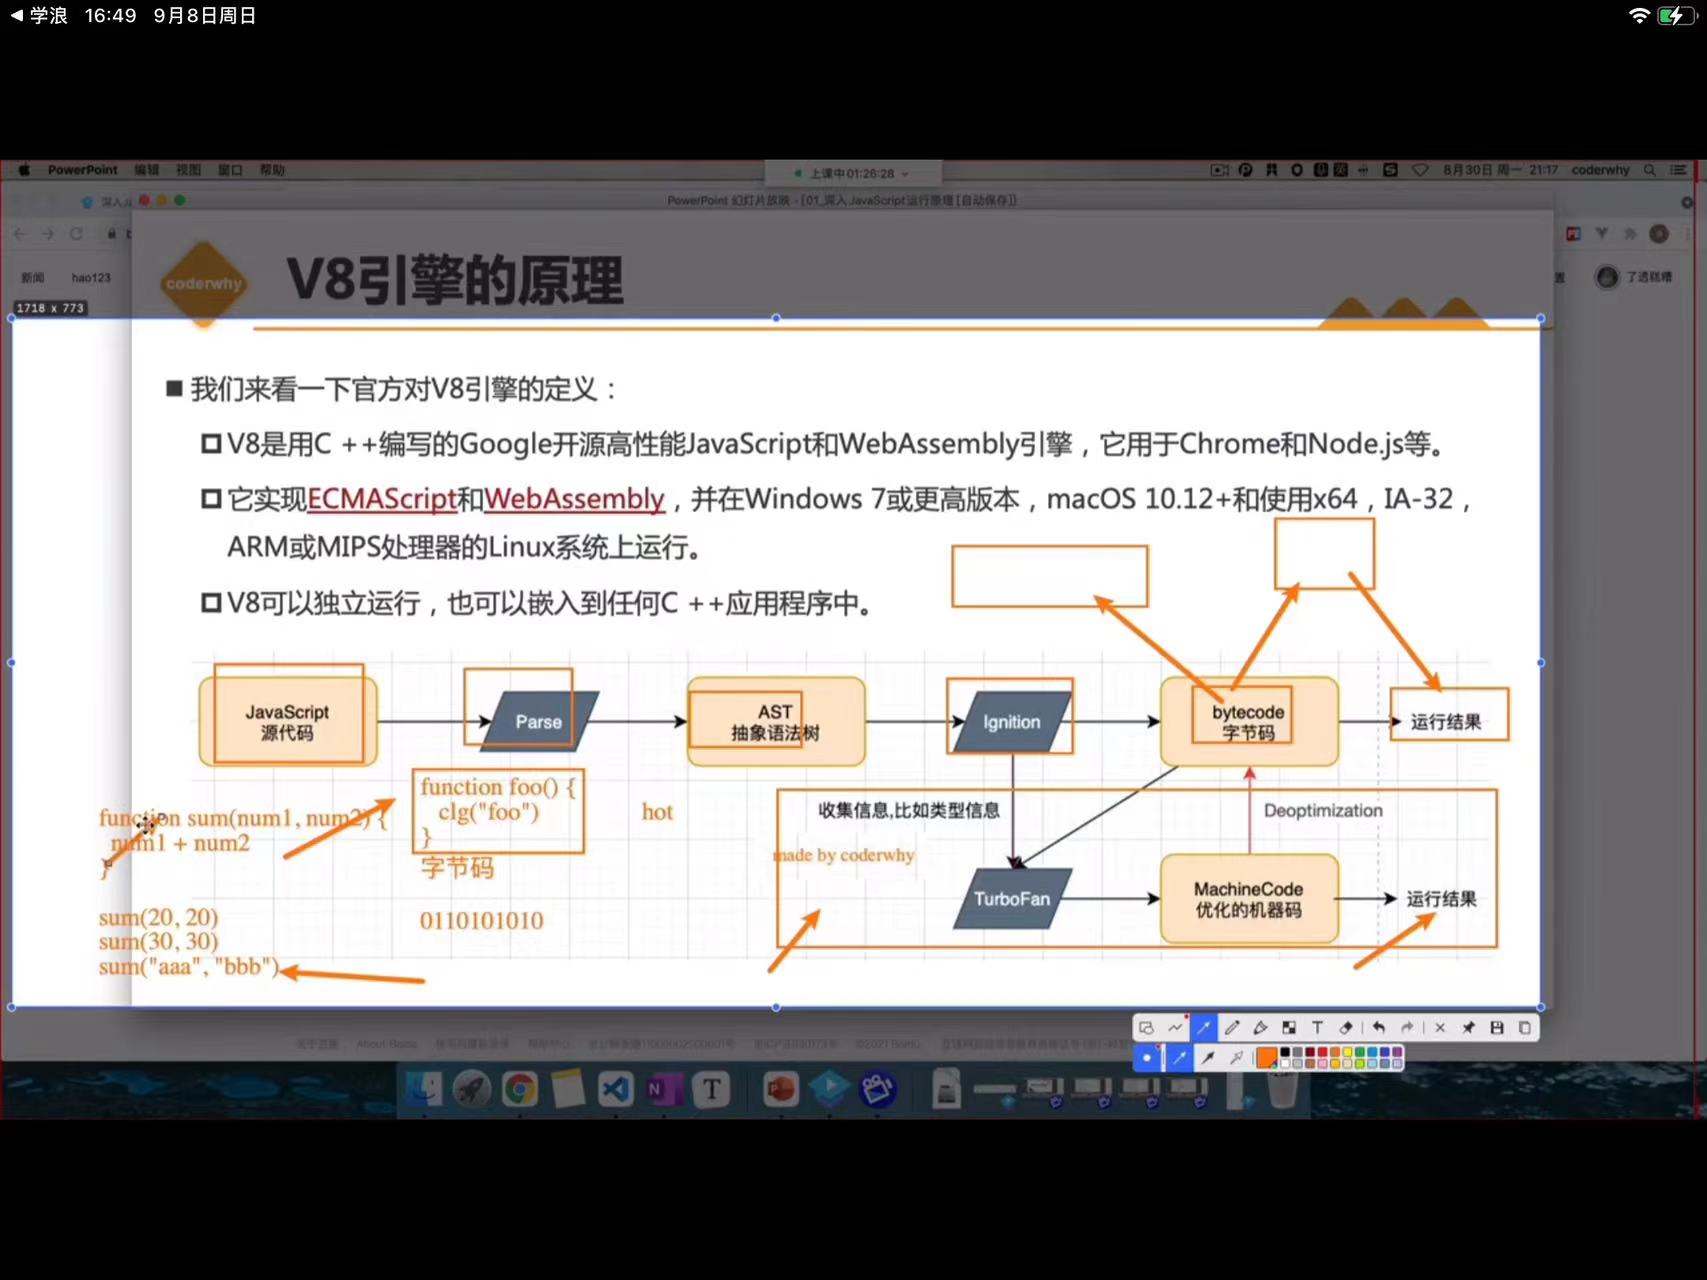 学浪 16:49 9月8日周日
PowerPoint 编辑 视图 窗口 帮助
上课中 01:26:28
8月30日 周一 21:17 coderwhy
PowerPoint 幻灯片放映 - [01_深入JavaScript运行原理 [自动保存]]
新闻 hao123
了透糕糟
1718 x 773
coderwhy
V8引擎的原理
我们来看一下官方对V8引擎的定义：
V8是用C ++编写的Google开源高性能JavaScript和WebAssembly引擎，它用于Chrome和Node.js等。
它实现ECMAScript和WebAssembly，并在Windows 7或更高版本，macOS 10.12+和使用x64，IA-32，
ARM或MIPS处理器的Linux系统上运行。
V8可以独立运行，也可以嵌入到任何C ++应用程序中。
JavaScript
源代码
Parse
AST
抽象语法树
Ignition
bytecode
字节码
运行结果
function sum(num1, num2) {
num1 + num2
}
sum(20, 20)
sum(30, 30)
sum("aaa", "bbb")
function foo() {
clg("foo")
}
字节码
0110101010
hot
收集信息,比如类型信息
made by coderwhy
Deoptimization
TurboFan
MachineCode
优化的机器码
运行结果
About Baidu
©2021 Baidu